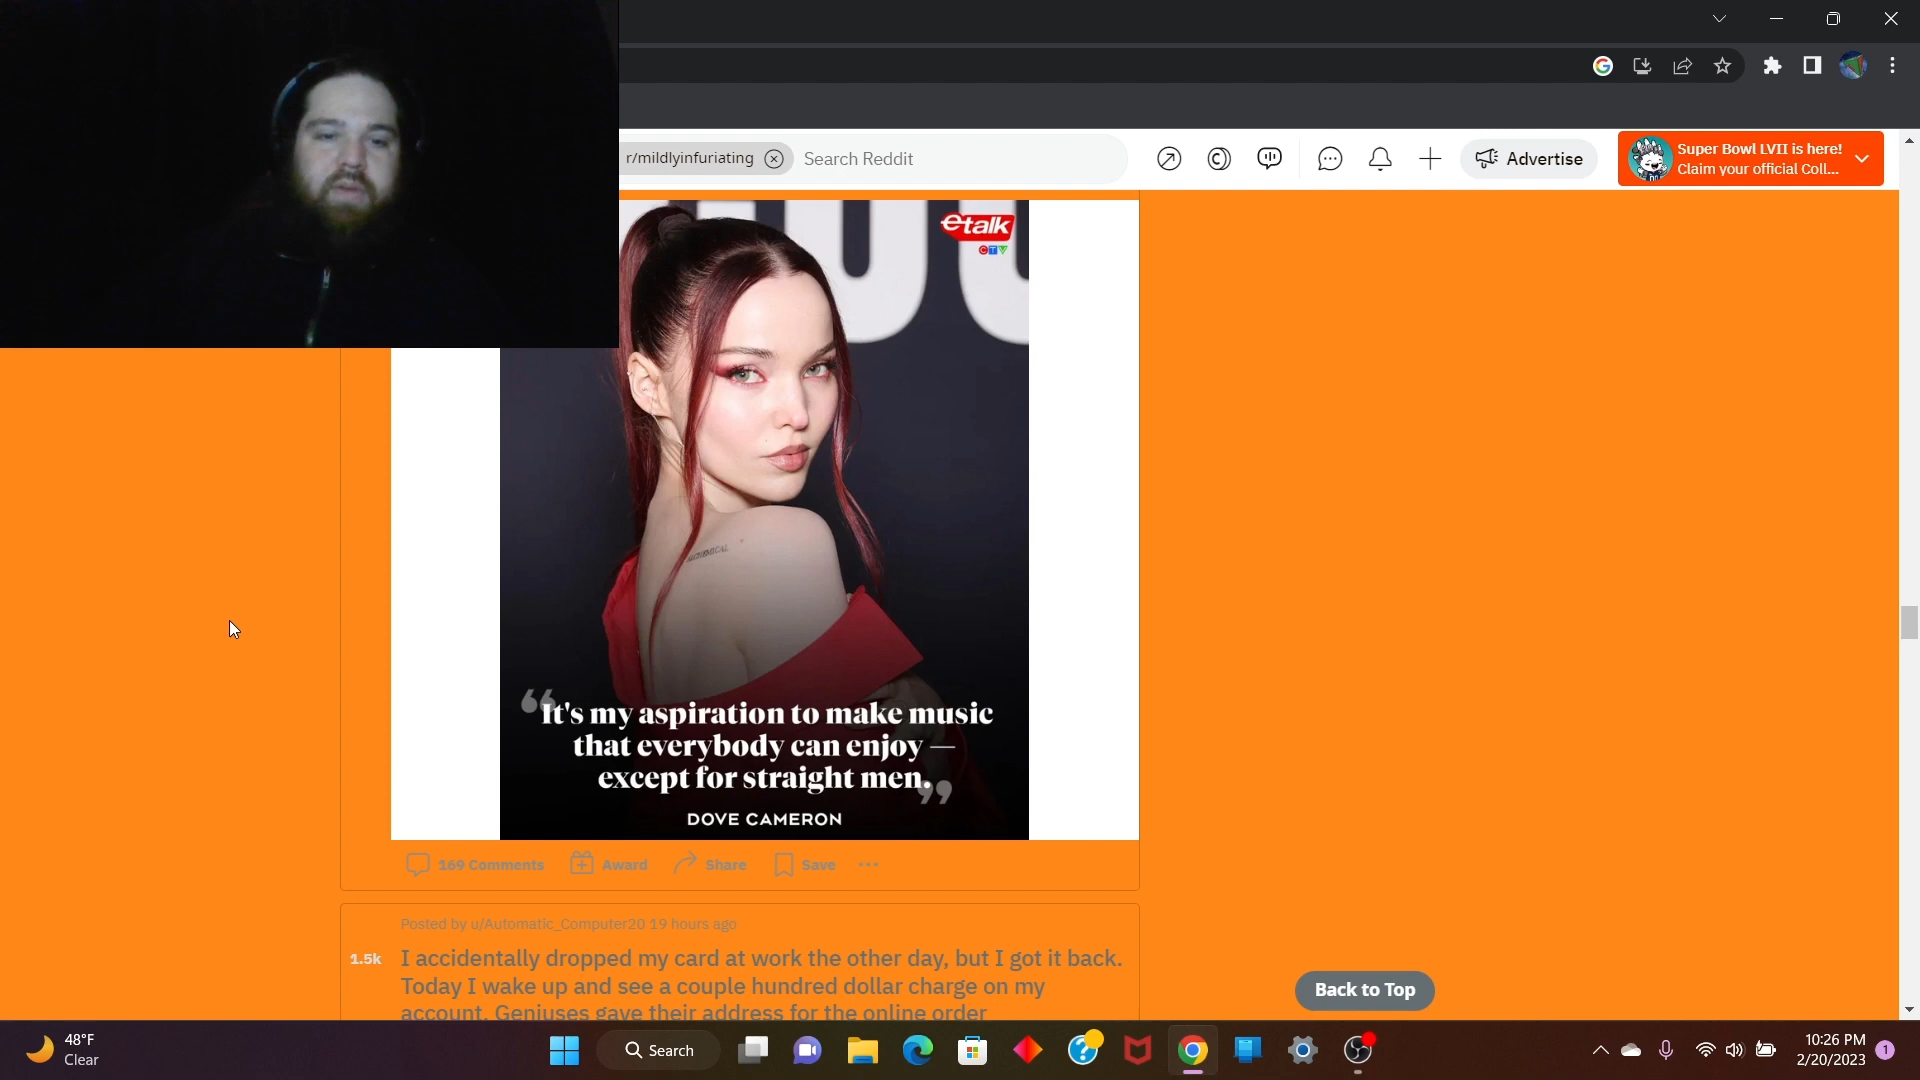 r/mildlyinfuriating
Search Reddit
Advertise
Super Bowl LVII is here!
Claim your official Coll...
etalk
CTV
ALCHEMICAL
“It's my aspiration to make music
that everybody can enjoy —
except for straight men.”
DOVE CAMERON
169 Comments
Award
Share
Save
Posted by u/Automatic_Computer20 19 hours ago
1.5k
I accidentally dropped my card at work the other day, but I got it back.
Today I wake up and see a couple hundred dollar charge on my
account. Geniuses gave their address for the online order
Back to Top
48°F
Clear
Search
10:26 PM
2/20/2023
1